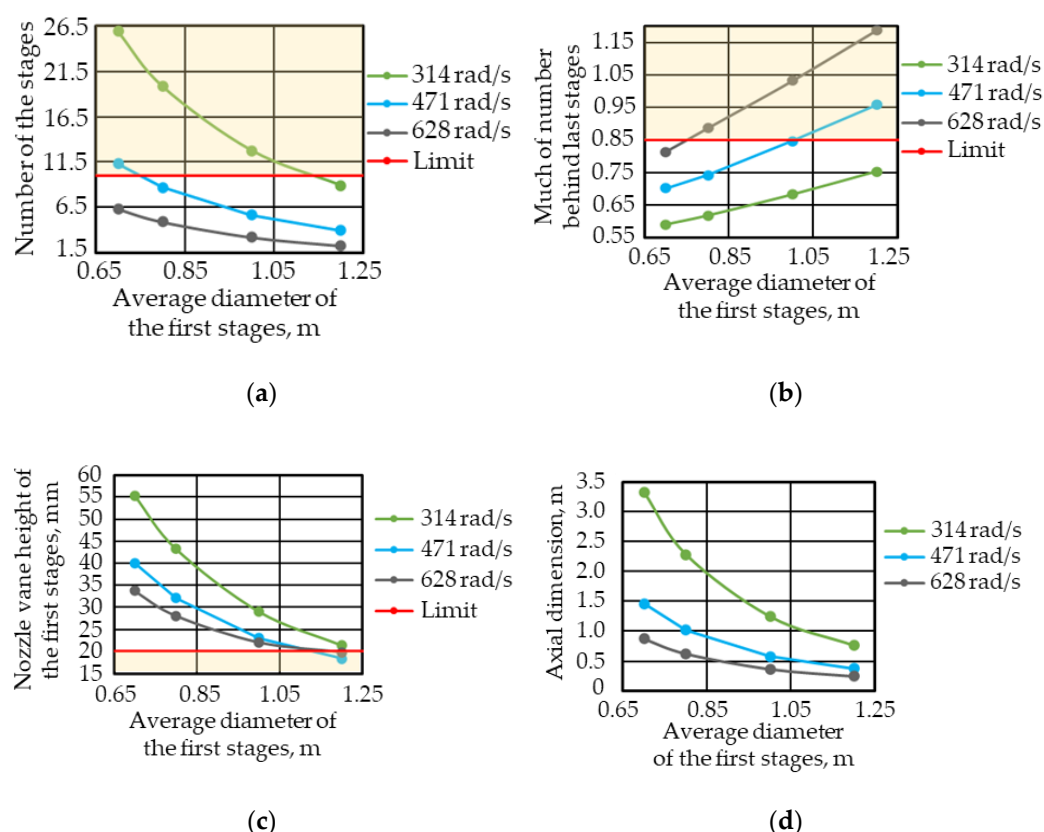 26.5
21.5
16.5
11.5
6.5
1.5
Number of the stages
0.65 0.85 1.05 1.25
Average diameter of
the first stages, m
314 rad/s
471 rad/s
628 rad/s
Limit
(a)
1.15
1.05
0.95
0.85
0.75
0.65
0.55
Much of number
behind last stages
0.65 0.85 1.05 1.25
Average diameter of
the first stages, m
314 rad/s
471 rad/s
628 rad/s
Limit
(b)
60
55
50
45
40
35
30
25
20
15
Nozzle vane height of
the first stages, mm
0.65 0.85 1.05 1.25
Average diameter of
the first stages, m
314 rad/s
471 rad/s
628 rad/s
Limit
(c)
3.5
3.0
2.5
2.0
1.5
1.0
0.5
0
Axial dimension, m
0.65 0.85 1.05 1.25
Average diameter
of the first stages, m
314 rad/s
471 rad/s
628 rad/s
(d)